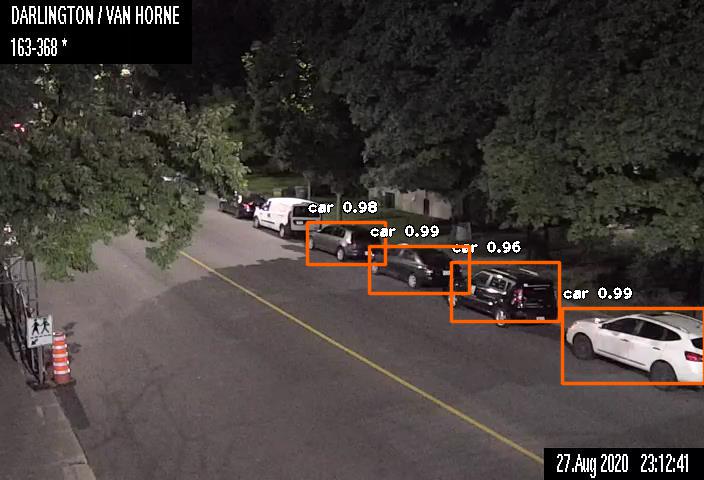 DARLINGTON / VAN HORNE
163-368 *
car 0.98
car 0.99
car 0.96
car 0.99
27.Aug 2020 23:12:41